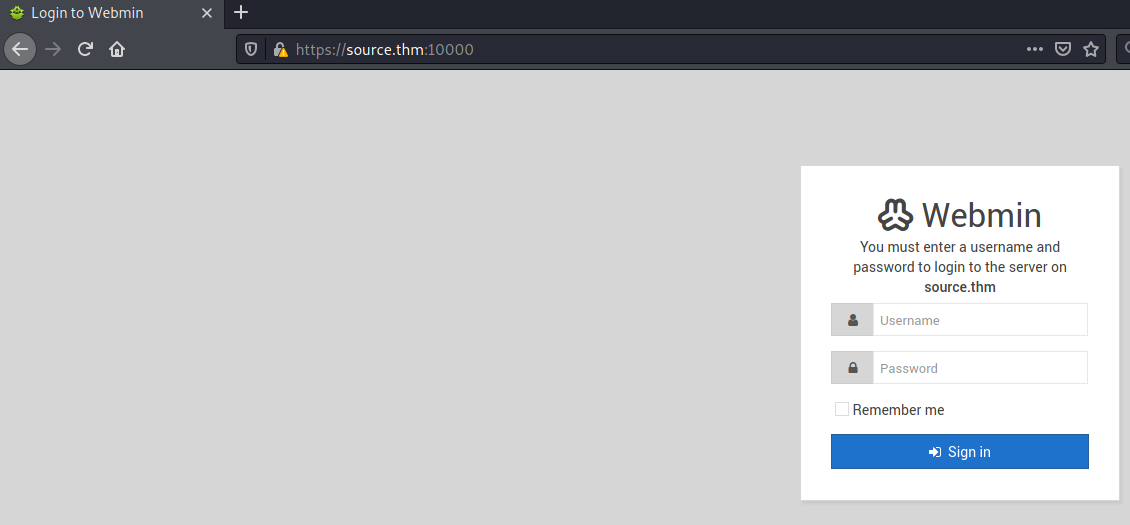 Login to Webmin
https://source.thm:10000
Webmin
You must enter a username and
password to login to the server on
source.thm
Username
Password
Remember me
Sign in